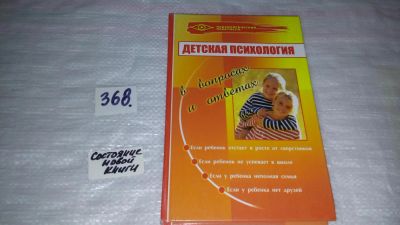 368.
Состояние
новой
книги
ДЕТСКАЯ ПСИХОЛОГИЯ
в вопросах
и ответах
Если ребенок отстает в росте от сверстников
Если ребенок не успевает в школе
Если у ребенка неполная семья
Если у ребенка нет друзей